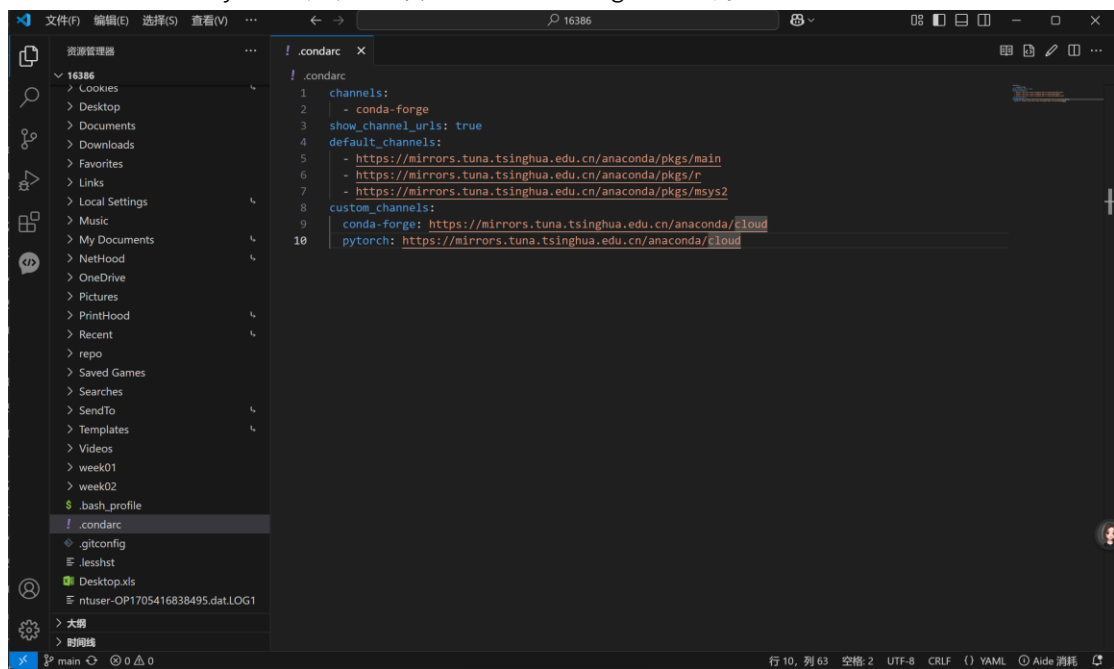 文件(F) 编辑(E) 选择(S) 查看(V) ··· 16386
资源管理器 ···
16386
Cookies
Desktop
Documents
Downloads
Favorites
Links
Local Settings
Music
My Documents
NetHood
OneDrive
Pictures
PrintHood
Recent
repo
Saved Games
Searches
SendTo
Templates
Videos
week01
week02
.bash_profile
.condarc
.gitconfig
.lesshst
Desktop.xls
ntuser-OP1705416838495.dat.LOG1
大纲
时间线
.condarc
.condarc
1 channels:
2 - conda-forge
3 show_channel_urls: true
4 default_channels:
5 - https://mirrors.tuna.tsinghua.edu.cn/anaconda/pkgs/main
6 - https://mirrors.tuna.tsinghua.edu.cn/anaconda/pkgs/r
7 - https://mirrors.tuna.tsinghua.edu.cn/anaconda/pkgs/msys2
8 custom_channels:
9 conda-forge: https://mirrors.tuna.tsinghua.edu.cn/anaconda/cloud
10 pytorch: https://mirrors.tuna.tsinghua.edu.cn/anaconda/cloud
main 0 0 行 10, 列 63 空格: 2 UTF-8 CRLF {} YAML Aide 消耗